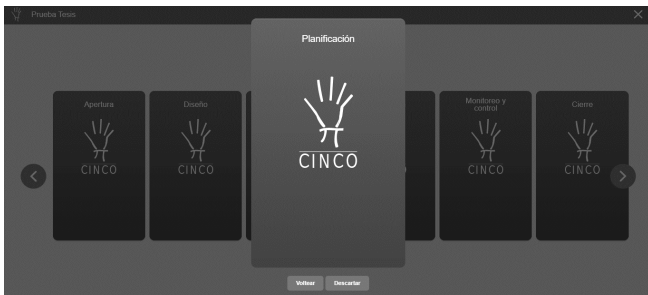 Prueba Tesis
Planificación
CINCO
Apertura
CINCO
Diseño
CINCO
Monitoreo y
control
CINCO
Cierre
CINCO
Voltear
Descartar